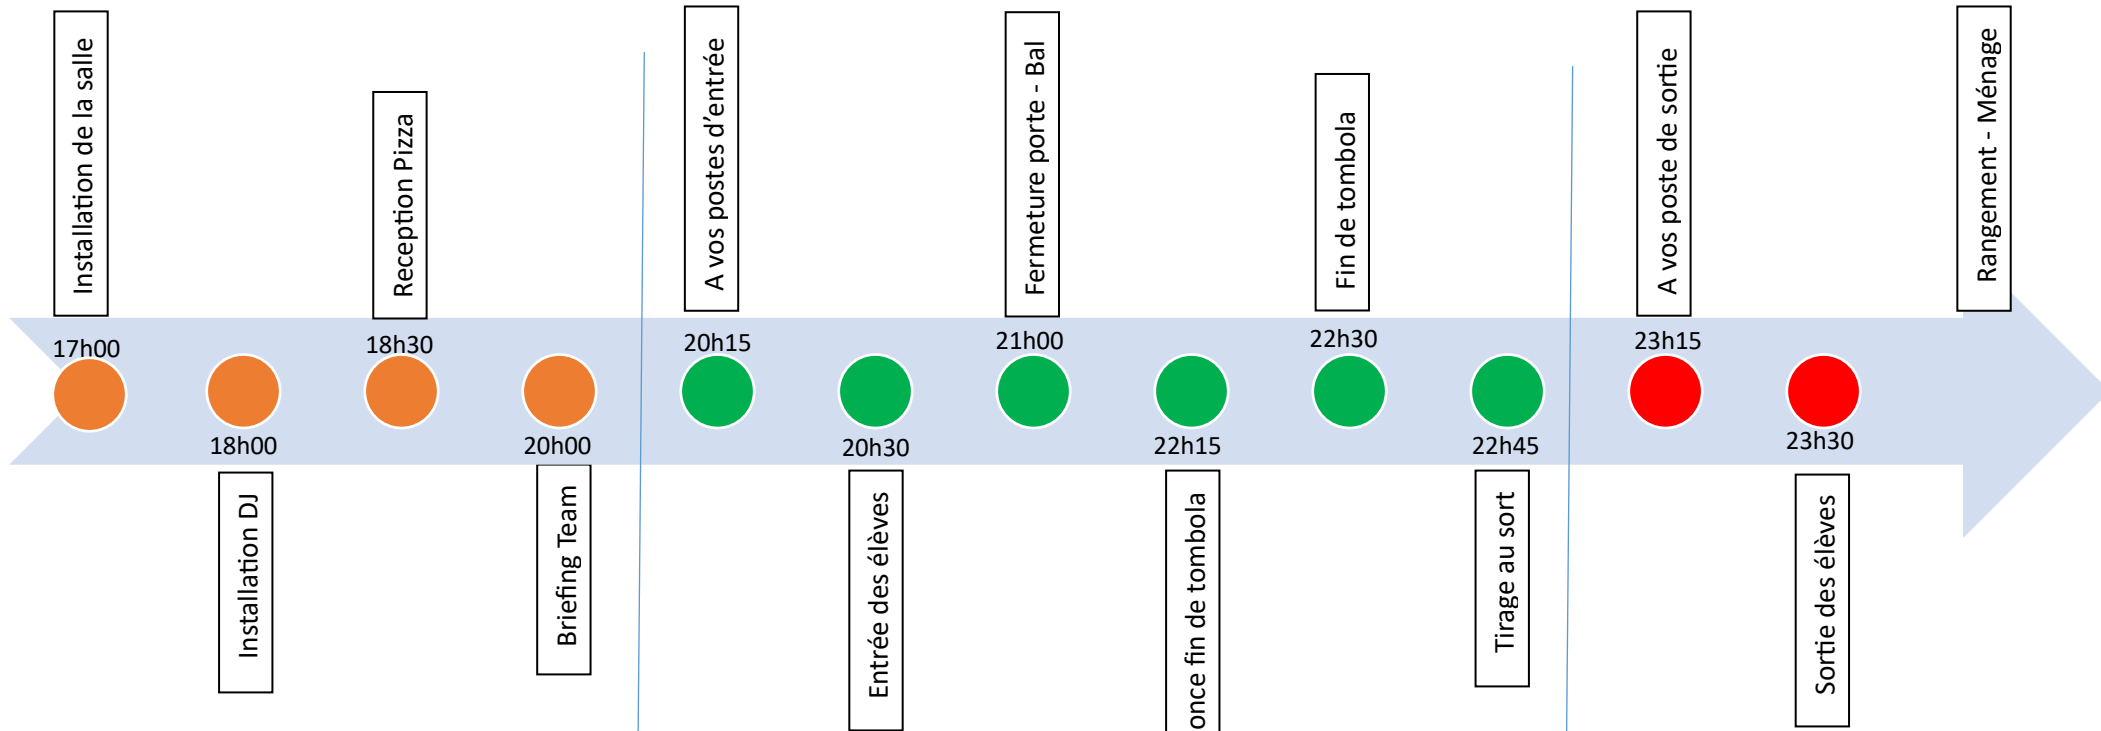 Installation de la salle
Reception Pizza
A vos postes d'entrée
Fermeture porte - Bal
Fin de tombola
A vos poste de sortie
Rangement - Ménage
17h00
18h30
20h15
21h00
22h30
23h15
18h00
20h00
20h30
22h15
22h45
23h30
Installation DJ
Briefing Team
Entrée des élèves
once fin de tombola
Tirage au sort
Sortie des élèves